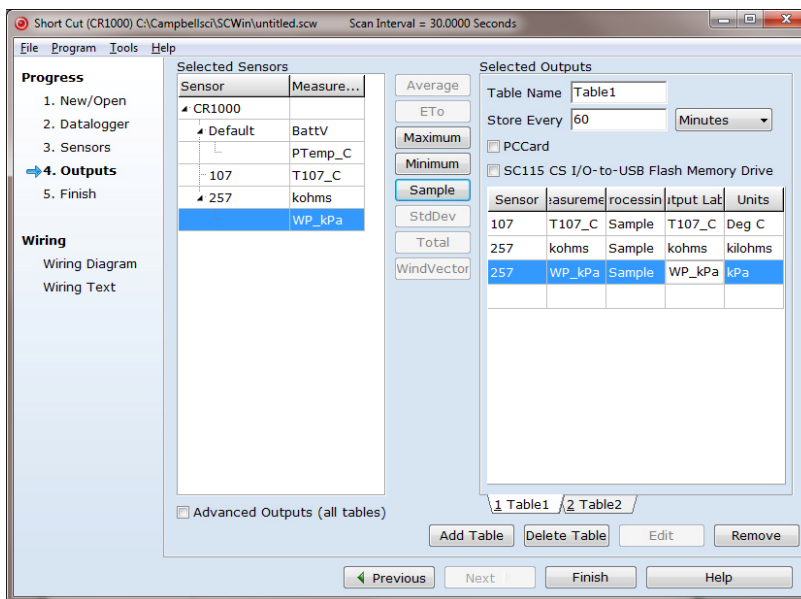 Short Cut (CR1000) C:\Campbellsci\SCWin\untitled.scw Scan Interval = 30.0000 Seconds
File Program Tools Help
Progress
1. New/Open
2. Datalogger
3. Sensors
4. Outputs
5. Finish
Wiring
Wiring Diagram
Wiring Text
Selected Sensors
Sensor Measure...
CR1000
Default BattV
PTemp_C
107 T107_C
257 kohms
WP_kPa
Advanced Outputs (all tables)
Average
ETo
Maximum
Minimum
Sample
StdDev
Total
WindVector
Selected Outputs
Table Name Table1
Store Every 60 Minutes
PCCard
SC115 CS I/O-to-USB Flash Memory Drive
Sensor easureme rocessin itput Lab Units
107 T107_C Sample T107_C Deg C
257 kohms Sample kohms kilohms
257 WP_kPa Sample WP_kPa kPa
1 Table1 2 Table2
Add Table Delete Table Edit Remove
Previous Next Finish Help